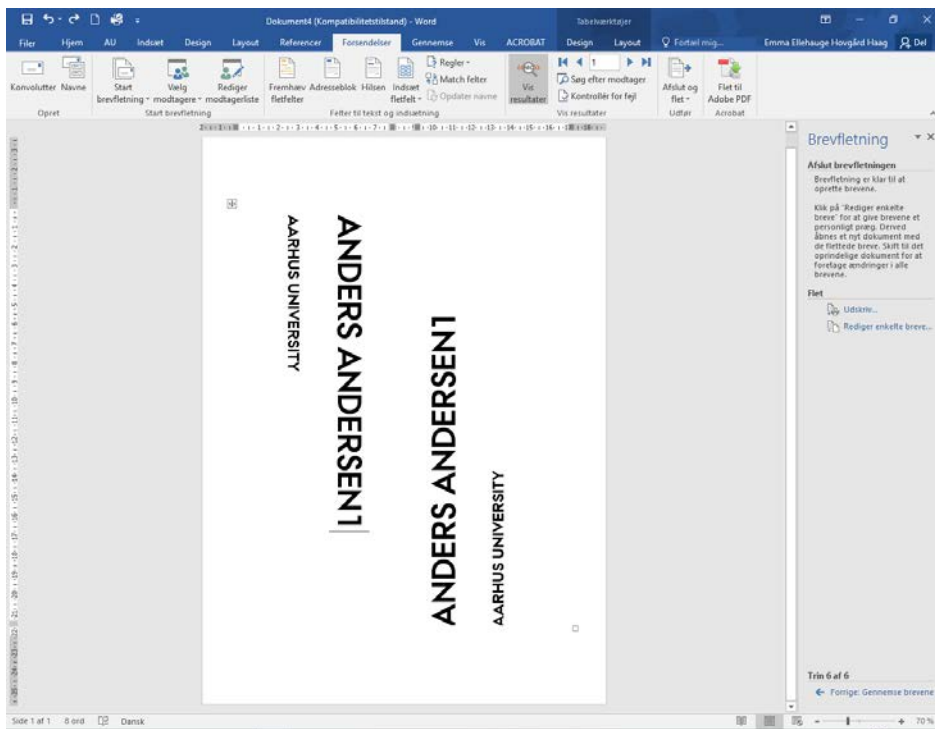 Dokument4 (Kompatibilitetstilstand) - Word
Tabelværktøjer
Filer Hjem AU Indsæt Design Layout Referencer Forsendelser Gennemse Vis ACROBAT Design Layout Fortæl mig... Emma Ellehauge Hovgård Haag Del
Konvolutter Navne
Start brevfletning
Vælg modtagere
Rediger modtagerliste
Fremhæv fletfelter
Adresseblok
Hilsen
Indsæt fletfelt
Regler
Match felter
Opdater navne
Vis resultater
1
Søg efter modtager
Kontrollér for fejl
Afslut og flet
Flet til Adobe PDF
Opret
Start brevfletning
Felter til tekst og indsætning
Vis resultater
Udfør
Acrobat
AARHUS UNIVERSITY
ANDERS ANDERSEN1
ANDERS ANDERSEN1
AARHUS UNIVERSITY
Brevfletning
Afslut brevfletningen
Brevfletning er klar til at
oprette brevene.
Klik på 'Rediger enkelte
breve' for at give brevene et
personligt præg. Derved
åbnes et nyt dokument med
de flettede breve. Skift til det
oprindelige dokument for at
foretage ændringer i alle
brevene.
Flet
Udskriv...
Rediger enkelte breve...
Trin 6 af 6
Forrige: Gennemse brevene
Side 1 af 1 8 ord Dansk
70 %